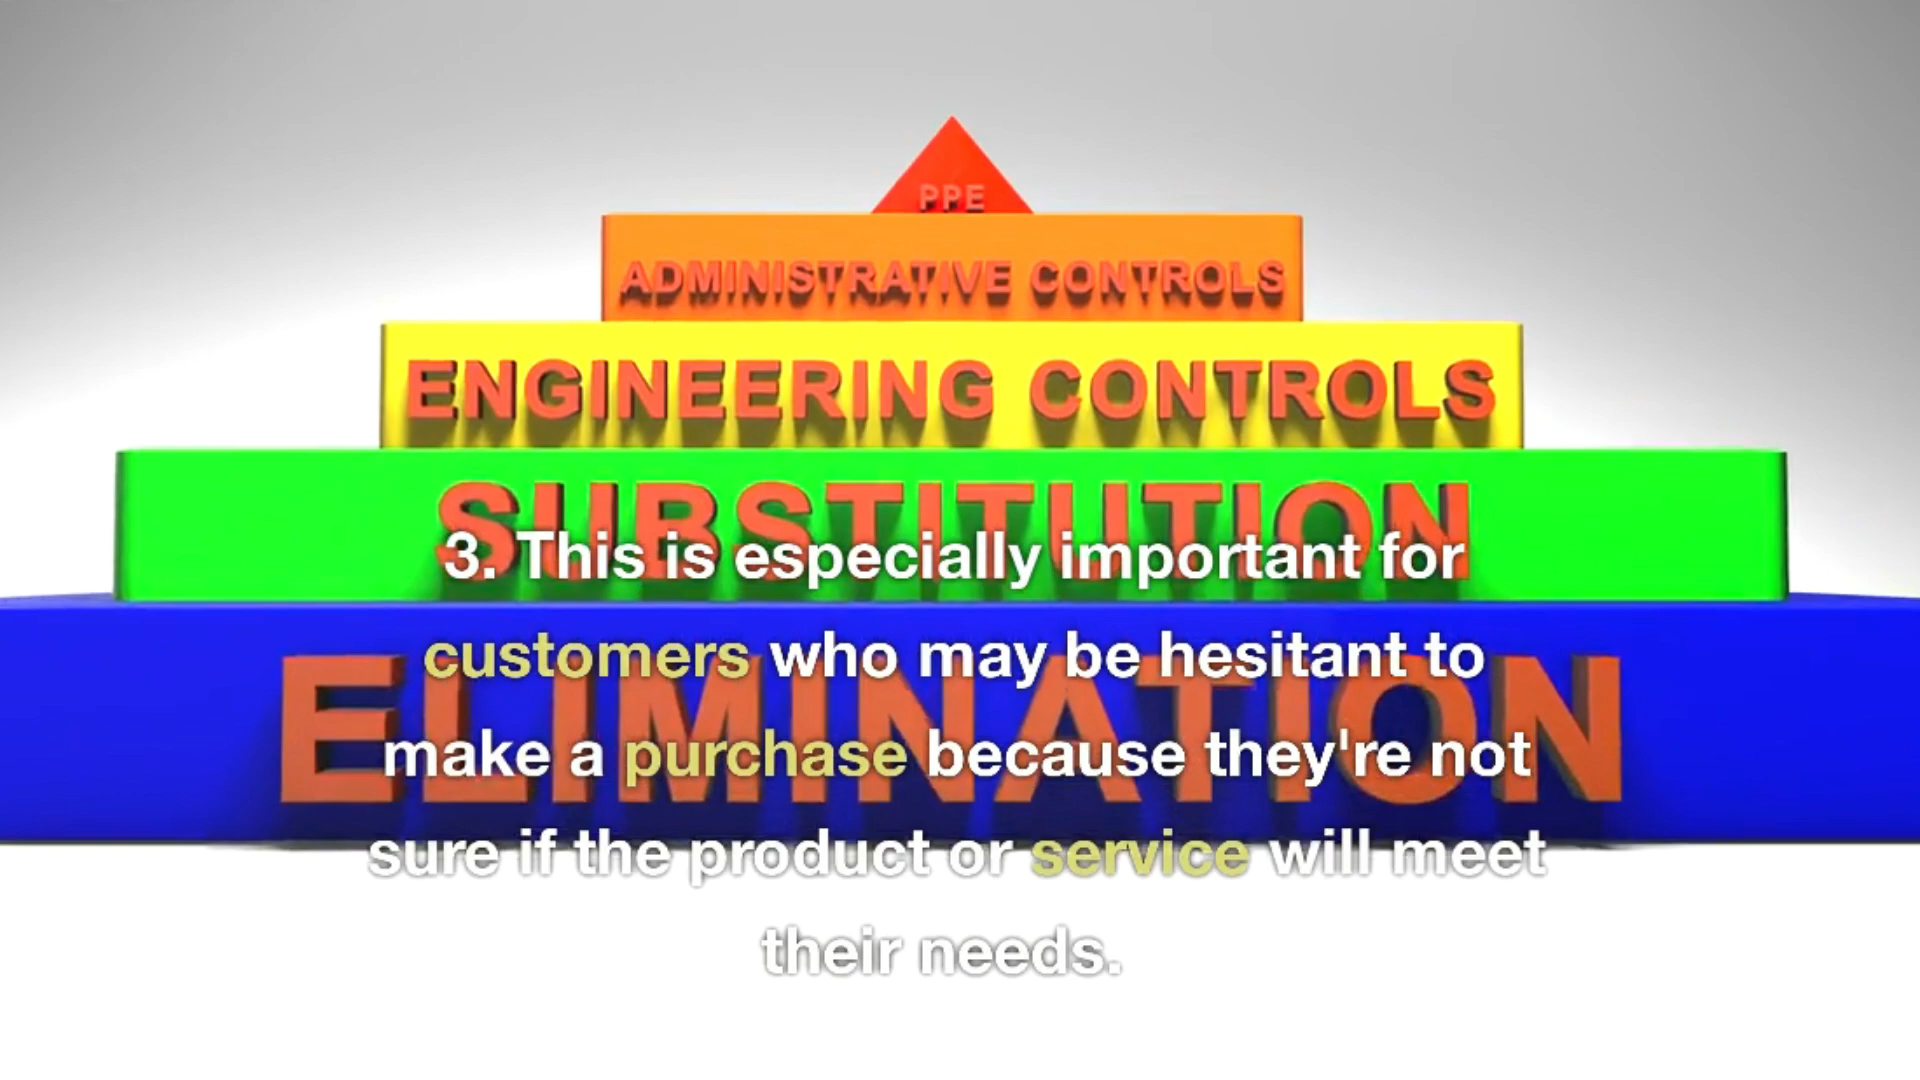 PPE
ADMINISTRATIVE CONTROLS
ENGINEERING CONTROLS
SUBSTITUTION
ELIMINATION
3. This is especially important for
customers who may be hesitant to
make a purchase because they're not
sure if the product or service will meet
their needs.